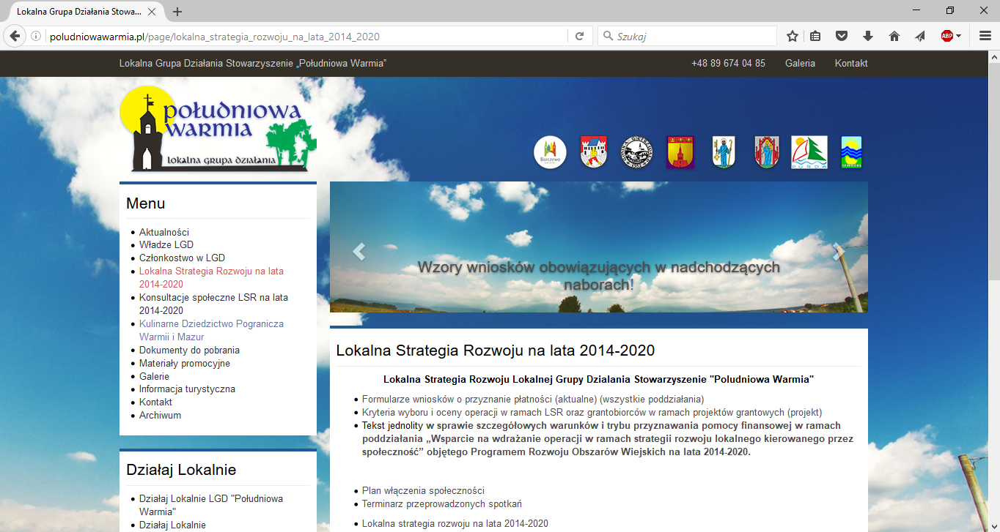 Lokalna Grupa Działania Stowa...
poludniowawarmia.pl/page/lokalna_strategia_rozwoju_na_lata_2014_2020
Szukaj
ABP
Lokalna Grupa Działania Stowarzyszenie „Południowa Warmia”
+48 89 674 04 85
Galeria
Kontakt
południowa
warmia
lokalna grupa działania
Barczewo
PURDA
Menu
Aktualności
Władze LGD
Członkostwo w LGD
Lokalna Strategia Rozwoju na lata
2014-2020
Konsultacje społeczne LSR na lata
2014-2020
Kulinarne Dziedzictwo Pogranicza
Warmii i Mazur
Dokumenty do pobrania
Materiały promocyjne
Galerie
Informacja turystyczna
Kontakt
Archiwum
Działaj Lokalnie
Działaj Lokalnie LGD "Południowa
Warmia"
Działaj Lokalnie
Wzory wniosków obowiązujących w nadchodzących
naborach!
Lokalna Strategia Rozwoju na lata 2014-2020
Lokalna Strategia Rozwoju Lokalnej Grupy Dzialania Stowarzyszenie "Poludniowa Warmia"
Formularze wniosków o przyznanie płatności (aktualne) (wszystkie poddziałania)
Kryteria wyboru i oceny operacji w ramach LSR oraz grantobiorców w ramach projektów grantowych (projekt)
Tekst jednolity w sprawie szczegółowych warunków i trybu przyznawania pomocy finansowej w ramach
poddziałania „Wsparcie na wdrażanie operacji w ramach strategii rozwoju lokalnego kierowanego przez
społeczność” objętego Programem Rozwoju Obszarów Wiejskich na lata 2014-2020.
Plan włączenia społeczności
Terminarz przeprowadzonych spotkań
Lokalna strategia rozwoju na lata 2014-2020